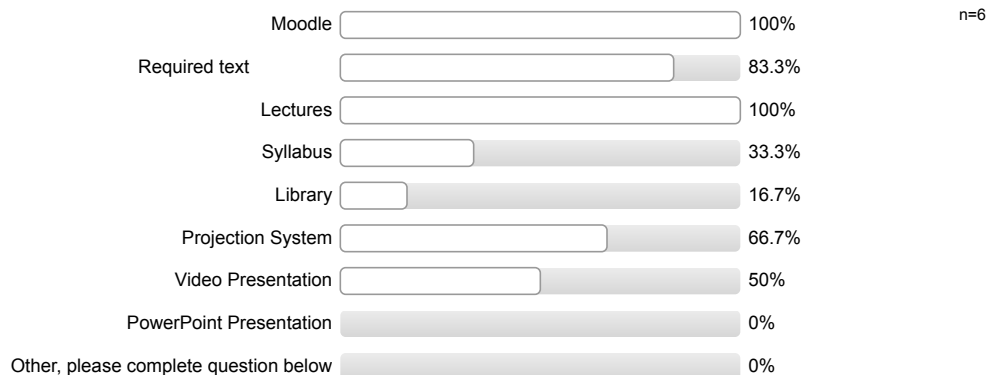 Moodle 100% n=6
Required text 83.3%
Lectures 100%
Syllabus 33.3%
Library 16.7%
Projection System 66.7%
Video Presentation 50%
PowerPoint Presentation 0%
Other, please complete question below 0%